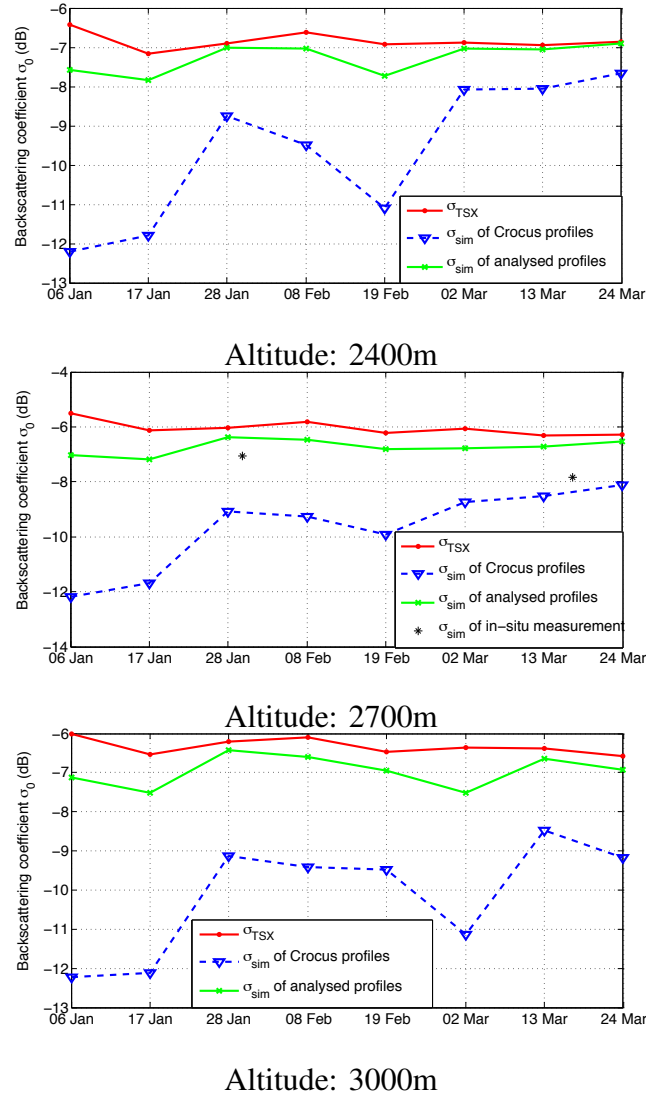 Backscattering coefficient σ0 (dB)
−6
−7
−8
−9
−10
−11
−12
−13
σTSX
σsim of Crocus profiles
σsim of analysed profiles
06 Jan 17 Jan 28 Jan 08 Feb 19 Feb 02 Mar 13 Mar 24 Mar
Altitude: 2400m
Backscattering coefficient σ0 (dB)
−4
−6
−8
−10
−12
−14
σTSX
σsim of Crocus profiles
σsim of analysed profiles
σsim of in−situ measurement
06 Jan 17 Jan 28 Jan 08 Feb 19 Feb 02 Mar 13 Mar 24 Mar
Altitude: 2700m
Backscattering coefficient σ0 (dB)
−6
−7
−8
−9
−10
−11
−12
−13
σTSX
σsim of Crocus profiles
σsim of analysed profiles
06 Jan 17 Jan 28 Jan 08 Feb 19 Feb 02 Mar 13 Mar 24 Mar
Altitude: 3000m